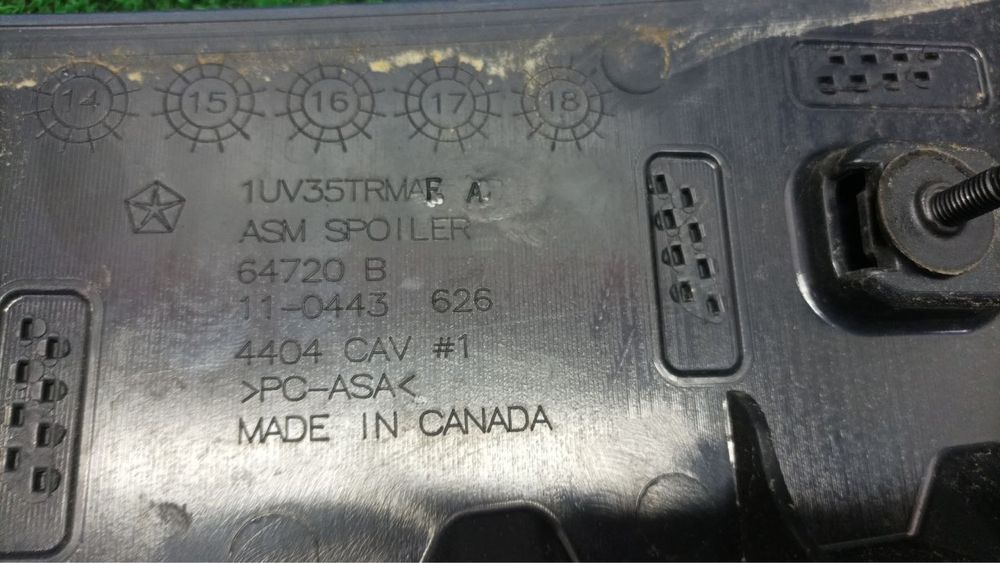 14 15 16 17 18
1UV35TRMAF A
ASM SPOILER
64720 B
11-0443 626
4404 CAV #1
>PC-ASA<
MADE IN CANADA